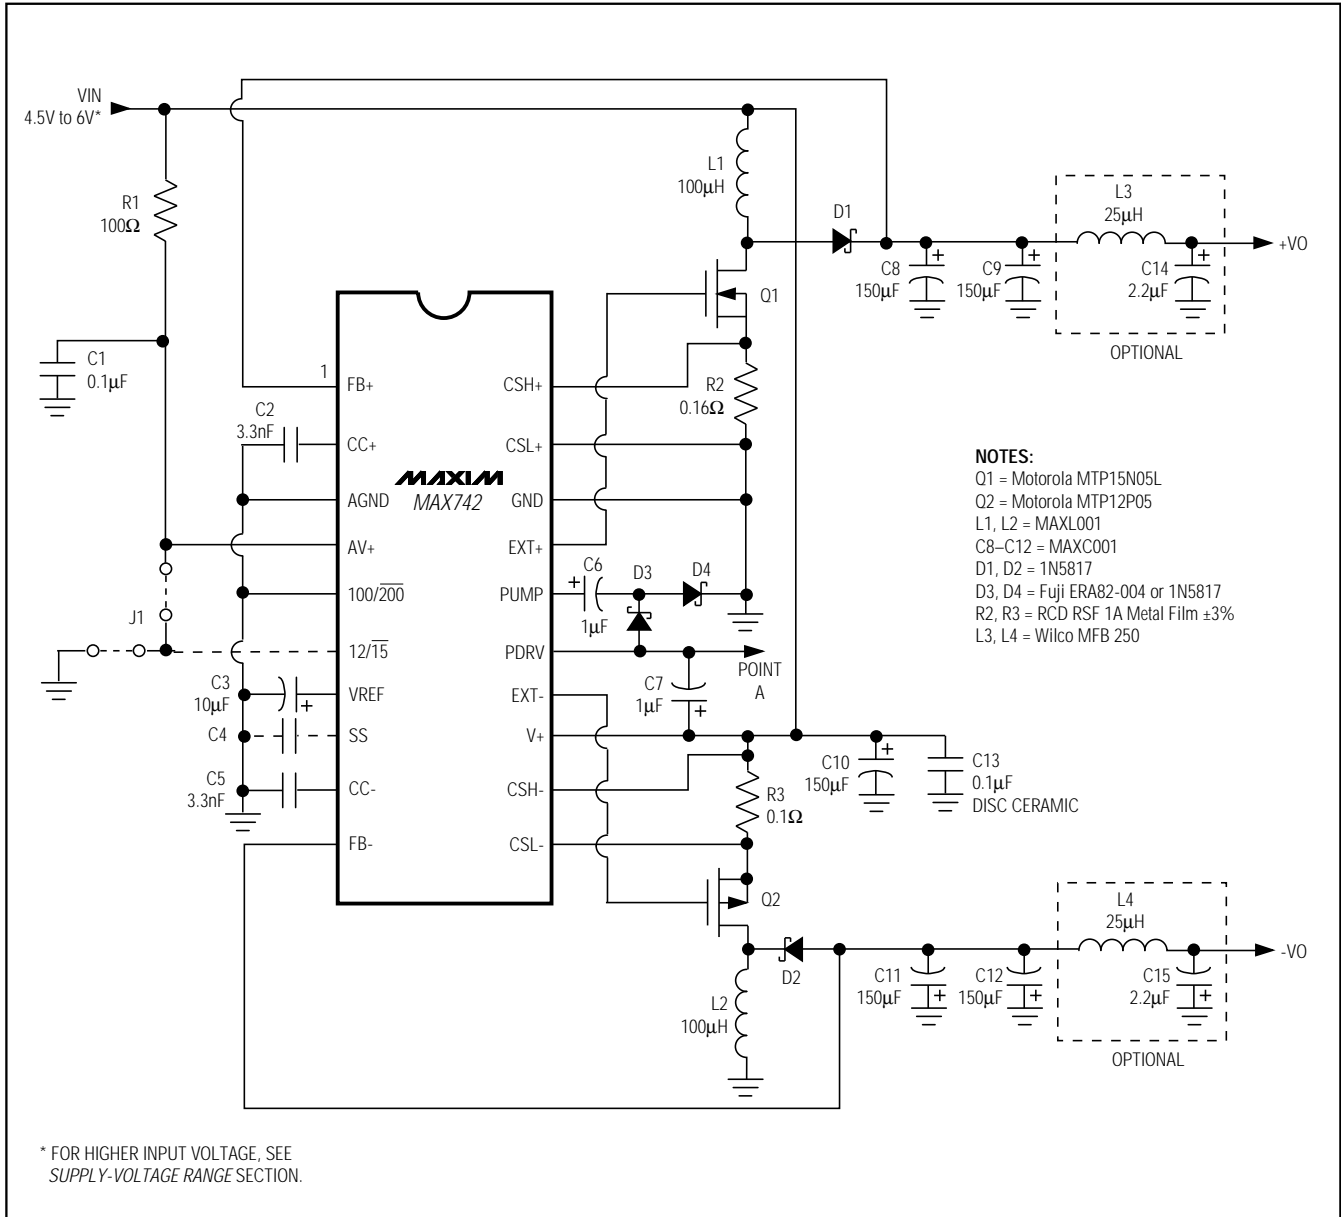 VIN
4.5V to 6V*
R1
100Ω
C1
0.1µF
L1
100µH
D1
C8
150µF
+
C9
150µF
+
L3
25µH
C14
2.2µF
+
+VO
OPTIONAL
Q1
R2
0.16Ω
1
FB+
CSH+
C2
3.3nF
CC+
CSL+
MAXIM
MAX742
AGND
GND
AV+
EXT+
100/200
PUMP
C6
+
1µF
D3
D4
J1
12/15
PDRV
POINT
A
C3
10µF
+
VREF
EXT-
C7
1µF
+
C4
SS
V+
C5
3.3nF
CC-
CSH-
R3
0.1Ω
C10
150µF
+
C13
0.1µF
DISC CERAMIC
FB-
CSL-
NOTES:
Q1 = Motorola MTP15N05L
Q2 = Motorola MTP12P05
L1, L2 = MAXL001
C8–C12 = MAXC001
D1, D2 = 1N5817
D3, D4 = Fuji ERA82-004 or 1N5817
R2, R3 = RCD RSF 1A Metal Film ±3%
L3, L4 = Wilco MFB 250
Q2
D2
L2
100µH
C11
150µF
+
C12
150µF
+
L4
25µH
C15
2.2µF
+
-VO
OPTIONAL
* FOR HIGHER INPUT VOLTAGE, SEE
SUPPLY-VOLTAGE RANGE SECTION.